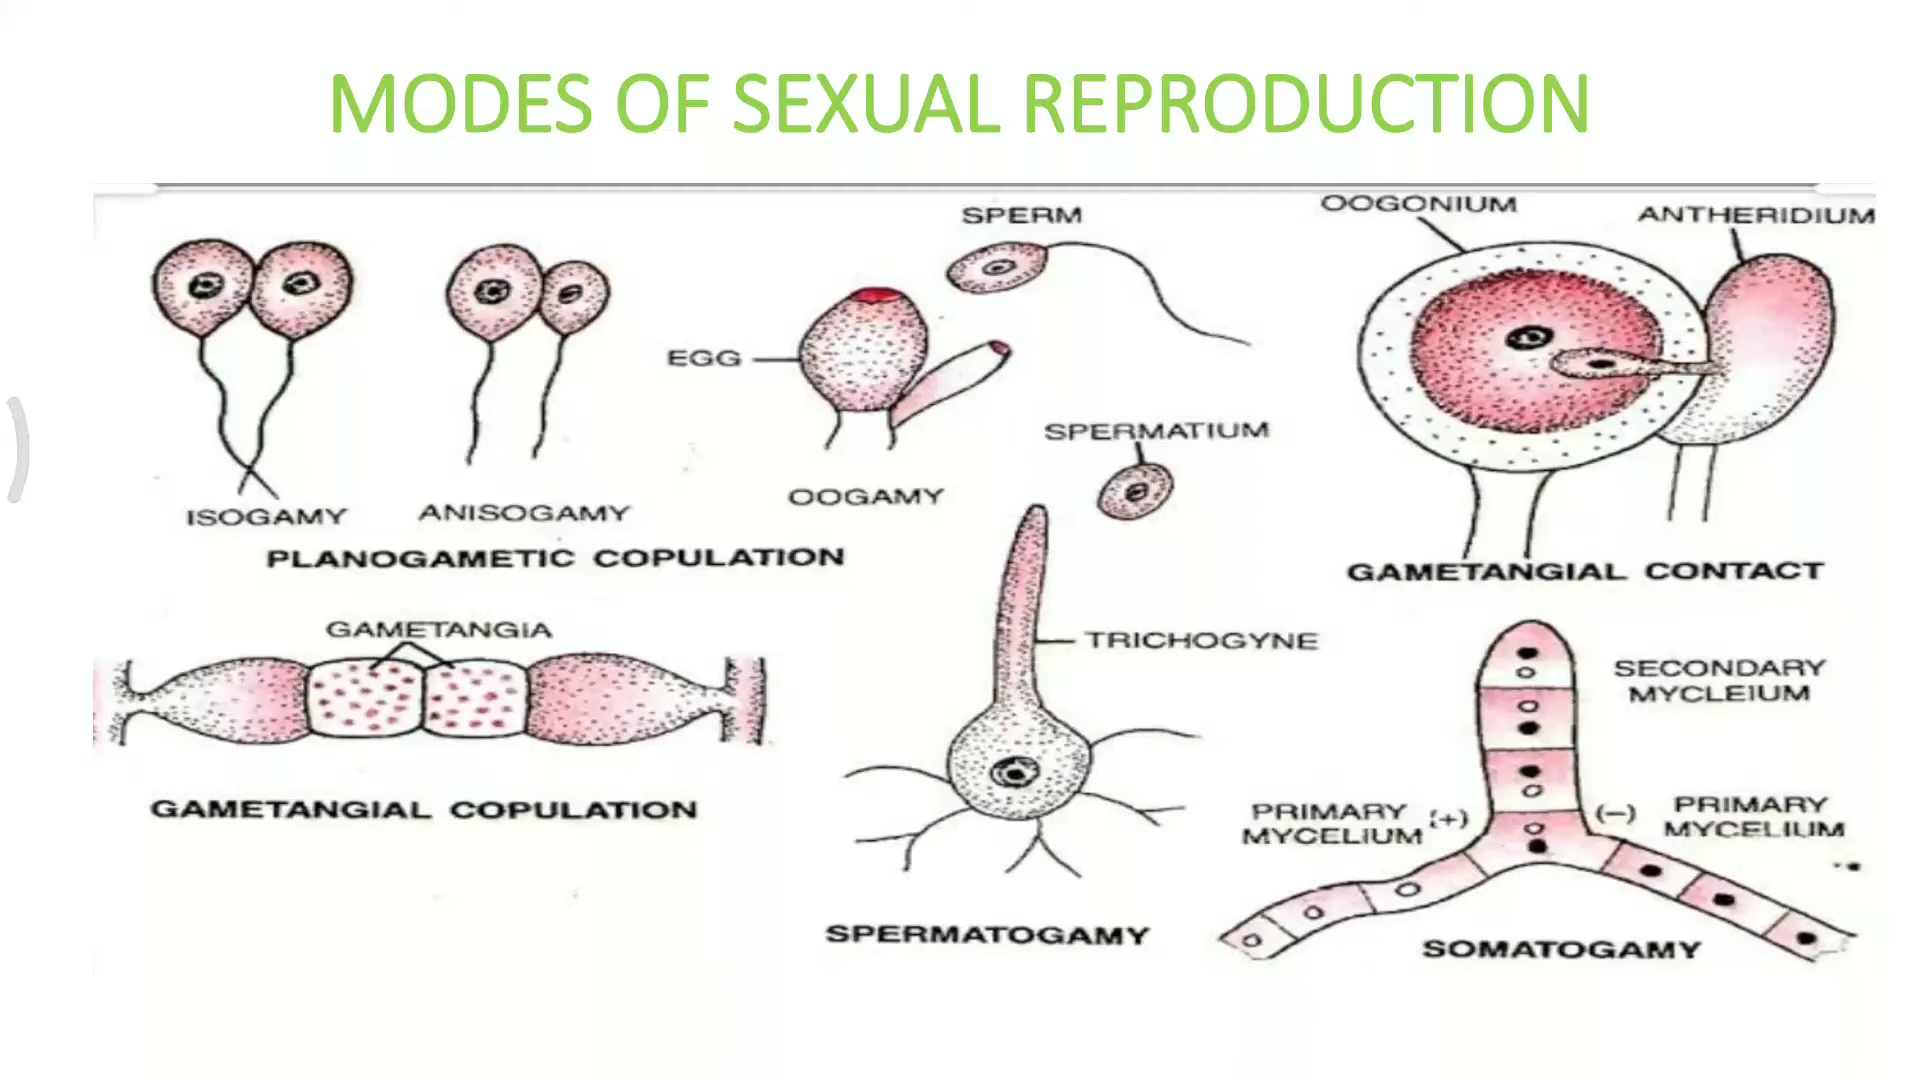 MODES OF SEXUAL REPRODUCTION
SPERM
OOGONIUM
ANTHERIDIUM
EGG
SPERMATIUM
OOGAMY
ISOGAMY
ANISOGAMY
PLANOGAMETIC COPULATION
GAMETANGIAL CONTACT
GAMETANGIA
TRICHOGYNE
SECONDARY
MYCLEIUM
GAMETANGIAL COPULATION
PRIMARY
MYCELIUM
(+)
(−)
PRIMARY
MYCELIUM
SPERMATOGAMY
SOMATOGAMY